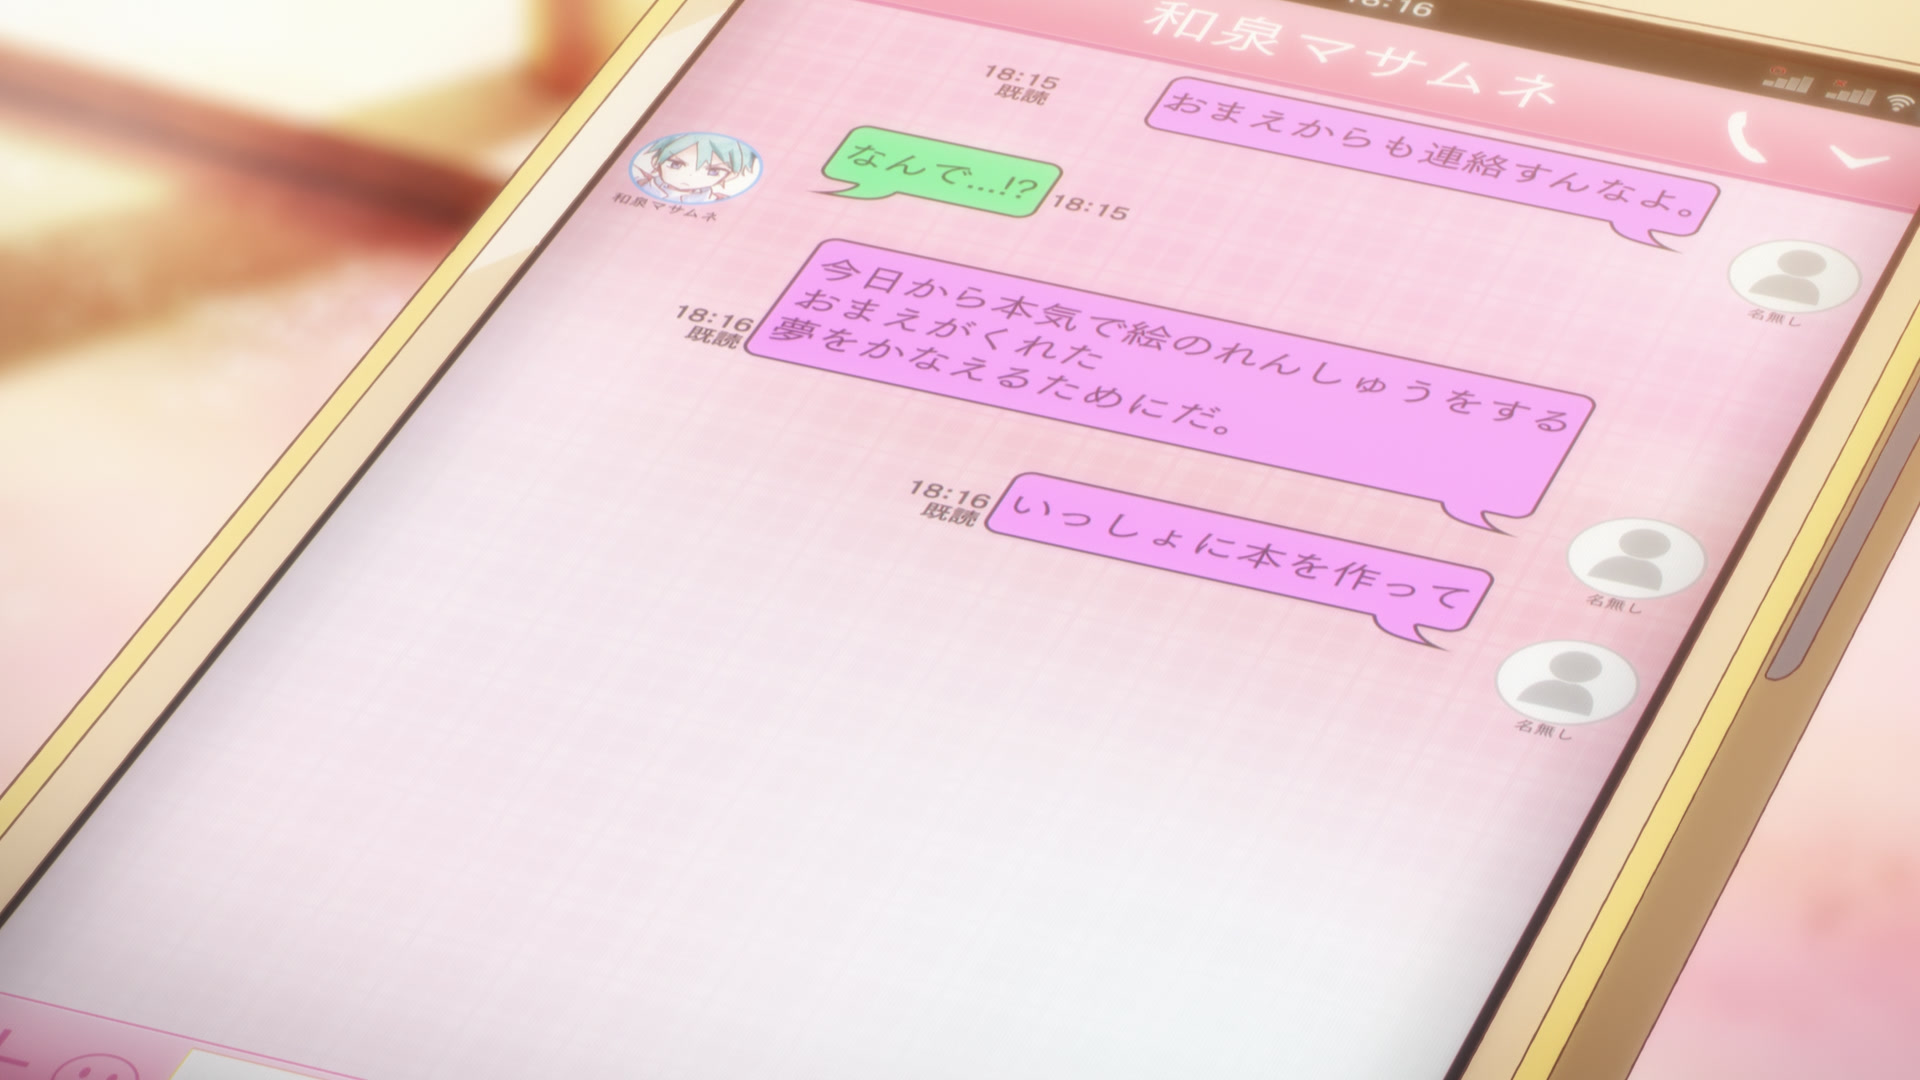 18:16
和泉マサムネ
おまえからも連絡すんなよ。
18:15
既読
名無し
なんで…!?
18:15
和泉マサムネ
今日から本気で絵のれんしゅうをする
おまえがくれた
夢をかなえるためにだ。
18:16
既読
名無し
いっしょに本を作って
18:16
既読
名無し